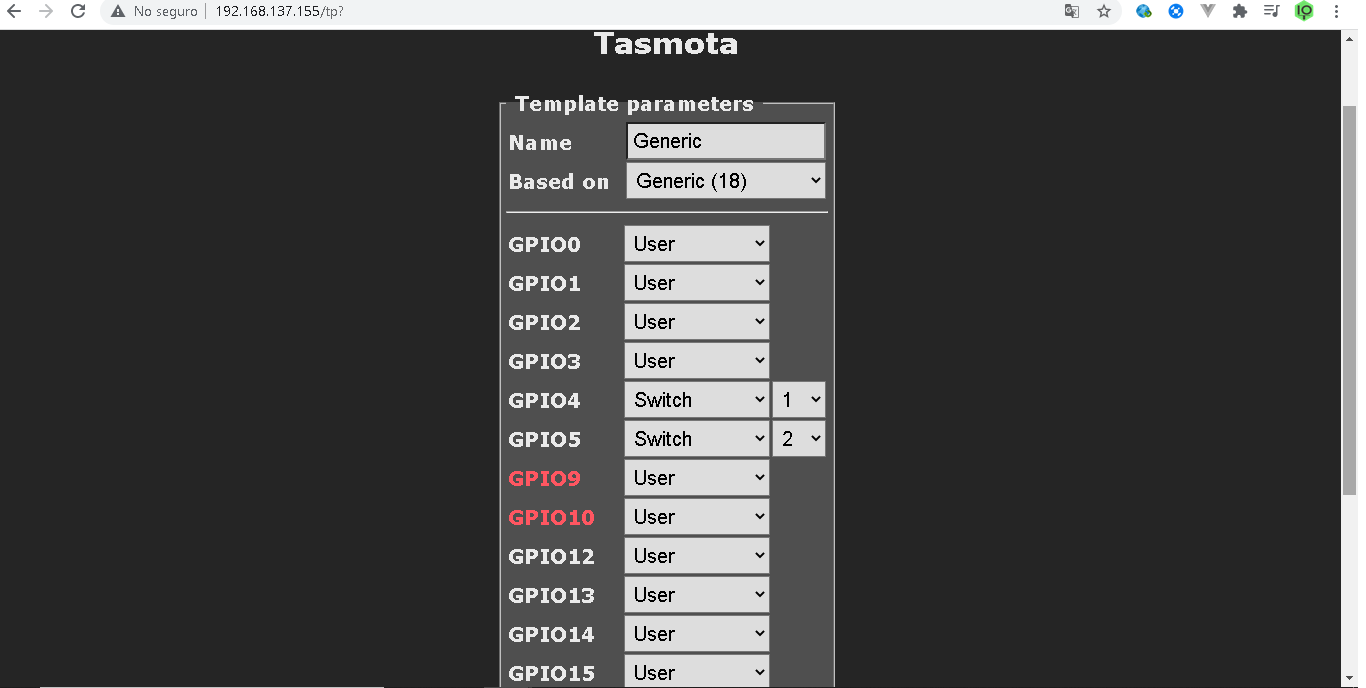 No seguro 192.168.137.155/tp?
Tasmota
Template parameters
Name Generic
Based on Generic (18)
GPIO0 User
GPIO1 User
GPIO2 User
GPIO3 User
GPIO4 Switch 1
GPIO5 Switch 2
GPIO9 User
GPIO10 User
GPIO12 User
GPIO13 User
GPIO14 User
GPIO15 User